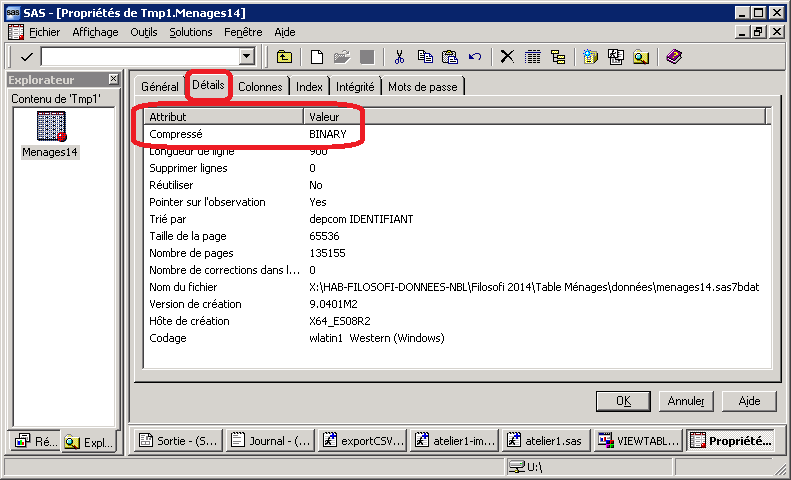 sas SAS - [Propriétés de Tmp1.Menages14]
Fichier Affichage Outils Solutions Fenêtre Aide
Explorateur
Contenu de 'Tmp1'
Menages14
Général Détails Colonnes Index Intégrité Mots de passe
Attribut Valeur
Compressé BINARY
Longueur de ligne 900
Supprimer lignes 0
Réutiliser No
Pointer sur l'observation Yes
Trié par depcom IDENTIFIANT
Taille de la page 65536
Nombre de pages 135155
Nombre de corrections dans l... 0
Nom du fichier X:\HAB-FILOSOFI-DONNEES-NBL\Filosofi 2014\Table Ménages\données\menages14.sas7bdat
Version de création 9.0401M2
Hôte de création X64_ES08R2
Codage wlatin1 Western (Windows)
OK Annuler Aide
Ré... Expl... Sortie - (S... Journal - (... exportCSV... atelier1-im... atelier1.sas VIEWTABL... Propriété...
U:\